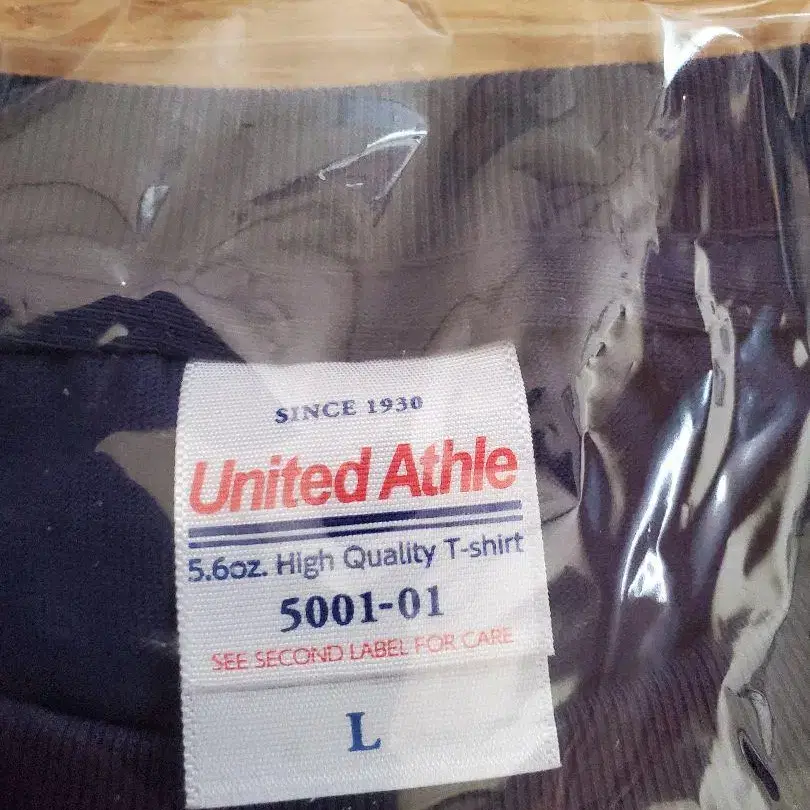 SINCE 1930
United Athle
5.6oz. High Quality T-shirt
5001-01
SEE SECOND LABEL FOR CARE
L